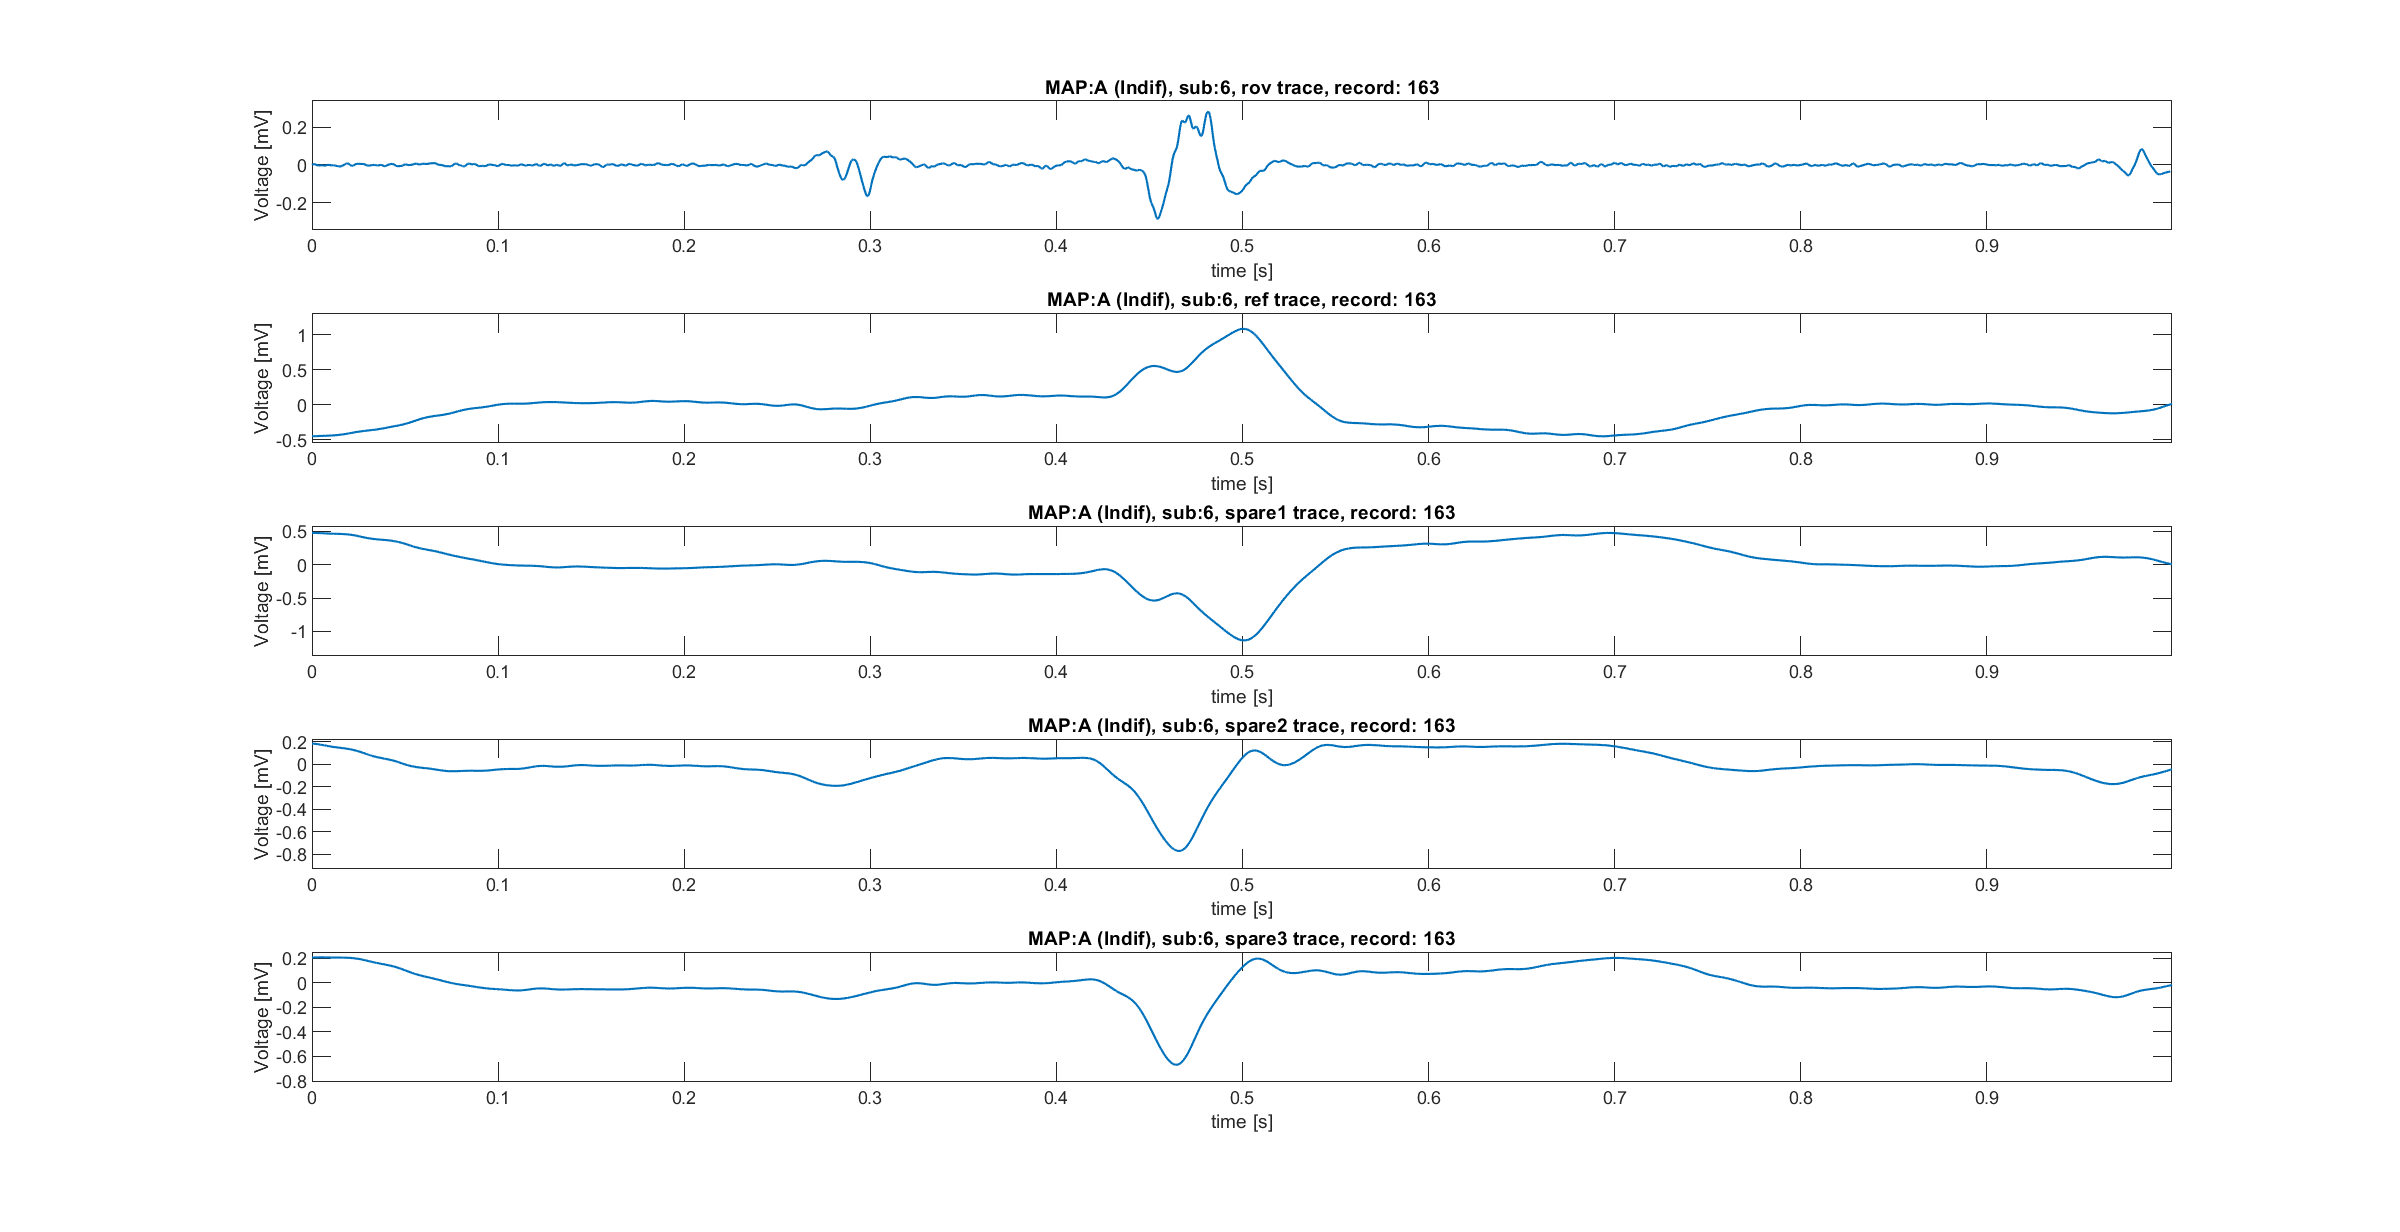 MAP:A (Indif), sub:6, rov trace, record: 163
Voltage [mV]
0.2
0
-0.2
0 0.1 0.2 0.3 0.4 0.5 0.6 0.7 0.8 0.9
time [s]
MAP:A (Indif), sub:6, ref trace, record: 163
Voltage [mV]
1
0.5
0
-0.5
0 0.1 0.2 0.3 0.4 0.5 0.6 0.7 0.8 0.9
time [s]
MAP:A (Indif), sub:6, spare1 trace, record: 163
Voltage [mV]
0.5
0
-0.5
-1
0 0.1 0.2 0.3 0.4 0.5 0.6 0.7 0.8 0.9
time [s]
MAP:A (Indif), sub:6, spare2 trace, record: 163
Voltage [mV]
0.2
0
-0.2
-0.4
-0.6
-0.8
0 0.1 0.2 0.3 0.4 0.5 0.6 0.7 0.8 0.9
time [s]
MAP:A (Indif), sub:6, spare3 trace, record: 163
Voltage [mV]
0.2
0
-0.2
-0.4
-0.6
-0.8
0 0.1 0.2 0.3 0.4 0.5 0.6 0.7 0.8 0.9
time [s]